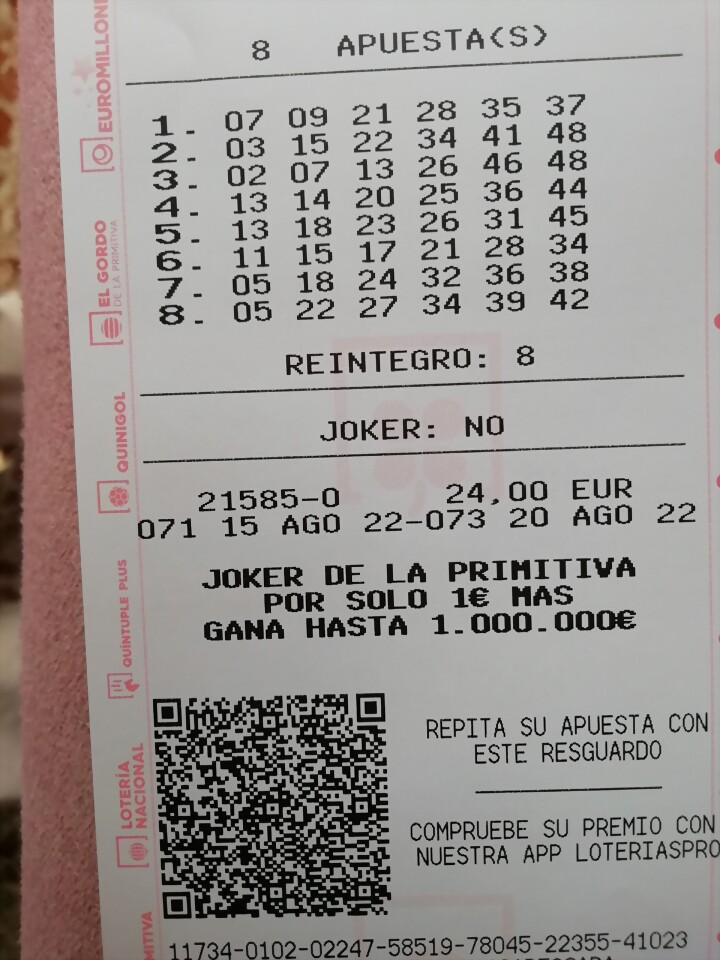 8 APUESTA(S)
1. 07 09 21 28 35 37
2. 03 15 22 34 41 48
3. 02 07 13 26 46 48
4. 13 14 20 25 36 44
5. 13 18 23 26 31 45
6. 11 15 17 21 28 34
7. 05 18 24 32 36 38
8. 05 22 27 34 39 42
REINTEGRO: 8
JOKER: NO
21585-0 24,00 EUR
071 15 AGO 22-073 20 AGO 22
JOKER DE LA PRIMITIVA
POR SOLO 1€ MAS
GANA HASTA 1.000.000€
REPITA SU APUESTA CON
ESTE RESGUARDO
COMPRUEBE SU PREMIO CON
NUESTRA APP LOTERIASPRO
11734-0102-02247-58519-78045-22355-41023
EUROMILLONE
EL GORDO
DE LA PRIMITIVA
QUINIGOL
QUÍNTUPLE PLUS
LOTERÍA
NACIONAL
MITIVA